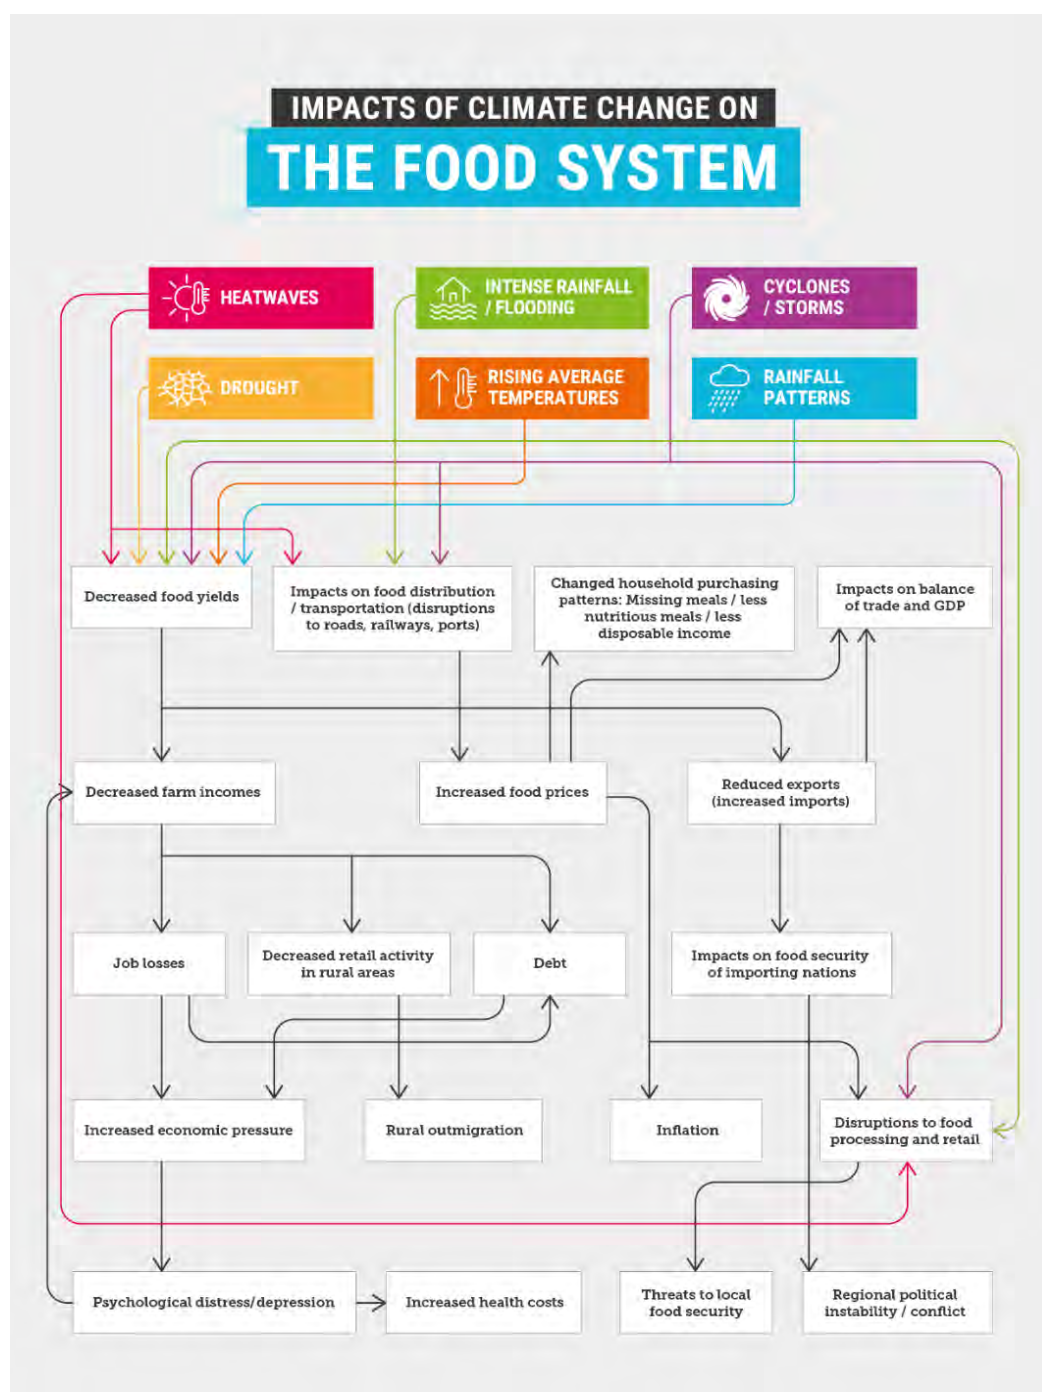 IMPACTS OF CLIMATE CHANGE ON
THE FOOD SYSTEM
HEATWAVES
INTENSE RAINFALL
/ FLOODING
CYCLONES
/ STORMS
DROUGHT
RISING AVERAGE
TEMPERATURES
RAINFALL
PATTERNS
Decreased food yields
Impacts on food distribution
/ transportation (disruptions
to roads, railways, ports)
Changed household purchasing
patterns: Missing meals / less
nutritious meals / less
disposable income
Impacts on balance
of trade and GDP
Decreased farm incomes
Increased food prices
Reduced exports
(increased imports)
Job losses
Decreased retail activity
in rural areas
Debt
Impacts on food security
of importing nations
Increased economic pressure
Rural outmigration
Inflation
Disruptions to food
processing and retail
Psychological distress/depression
Increased health costs
Threats to local
food security
Regional political
instability / conflict